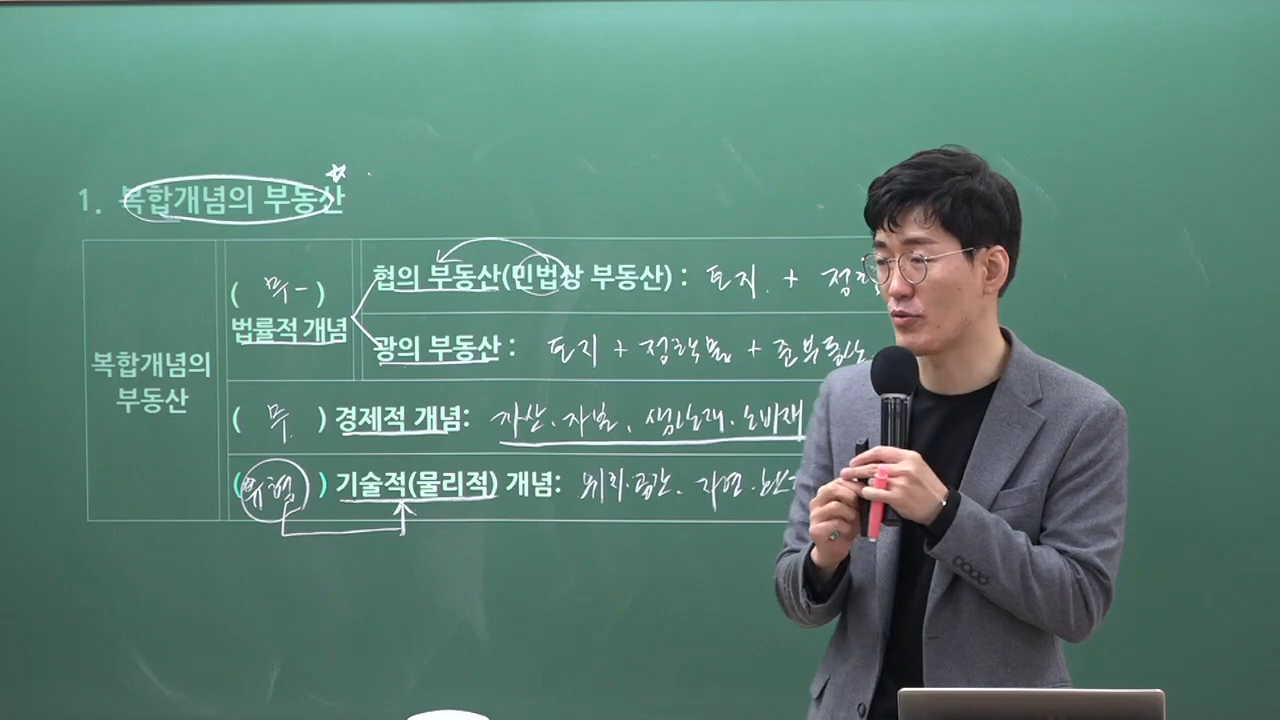 1. 복합개념의 부동산
복합개념의
부동산
( 무 )
법률적 개념
협의 부동산(민법상 부동산) : 토지 + 정착
광의 부동산 : 토지 + 정착물 + 준부동산
( 무 ) 경제적 개념: 자산. 자본. 생산재. 소비재
(유형) 기술적(물리적) 개념: 위치. 공간. 자연. 환경